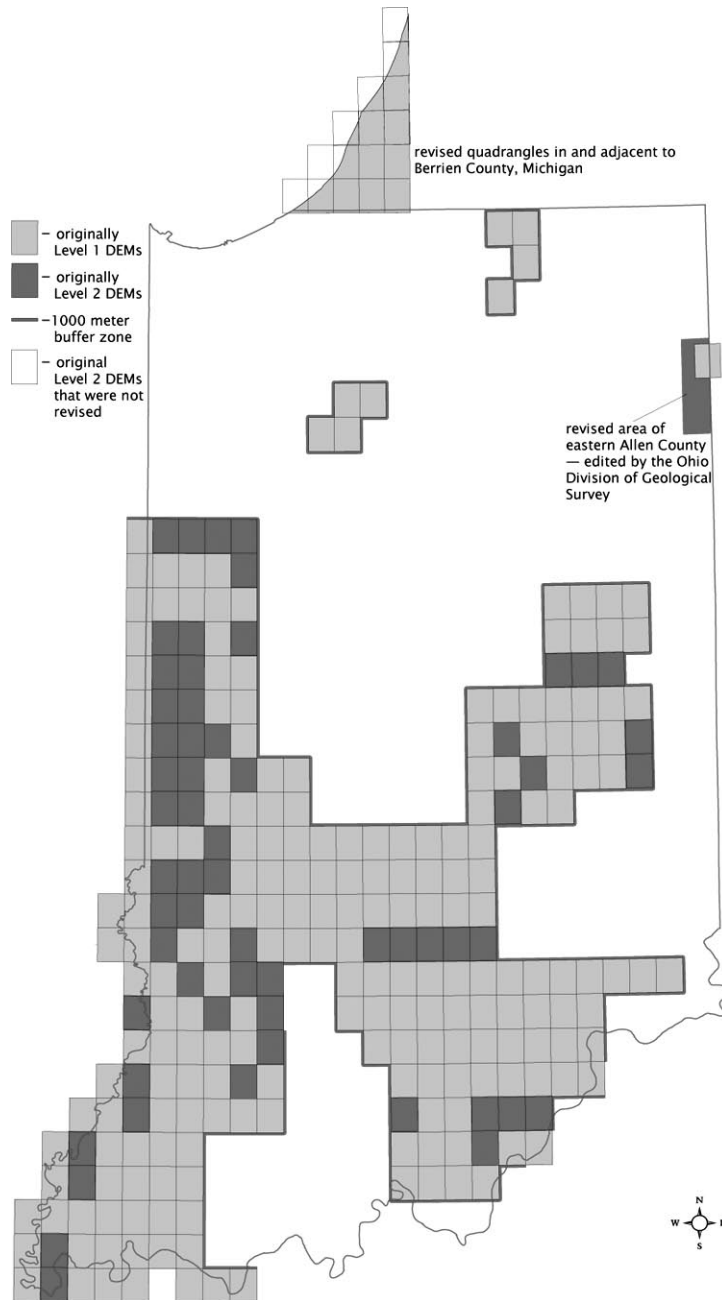 revised quadrangles in and adjacent to
Berrien County, Michigan
– originally
Level 1 DEMs
– originally
Level 2 DEMs
–1000 meter
buffer zone
– original
Level 2 DEMs
that were not
revised
revised area of
eastern Allen County
— edited by the Ohio
Division of Geological
Survey
N
W
S